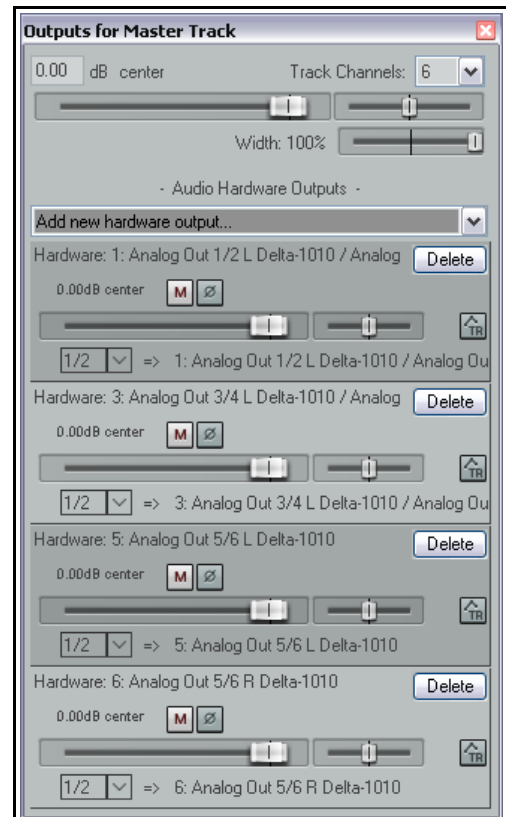 Outputs for Master Track
0.00 dB center Track Channels: 6
Width: 100%
- Audio Hardware Outputs -
Add new hardware output...
Hardware: 1: Analog Out 1/2 L Delta-1010 / Analog Delete
0.00dB center M Ø
TR
1/2 => 1: Analog Out 1/2 L Delta-1010 / Analog Ou
Hardware: 3: Analog Out 3/4 L Delta-1010 / Analog Delete
0.00dB center M Ø
TR
1/2 => 3: Analog Out 3/4 L Delta-1010 / Analog Ou
Hardware: 5: Analog Out 5/6 L Delta-1010 Delete
0.00dB center M Ø
TR
1/2 => 5: Analog Out 5/6 L Delta-1010
Hardware: 6: Analog Out 5/6 R Delta-1010 Delete
0.00dB center M Ø
TR
1/2 => 6: Analog Out 5/6 R Delta-1010